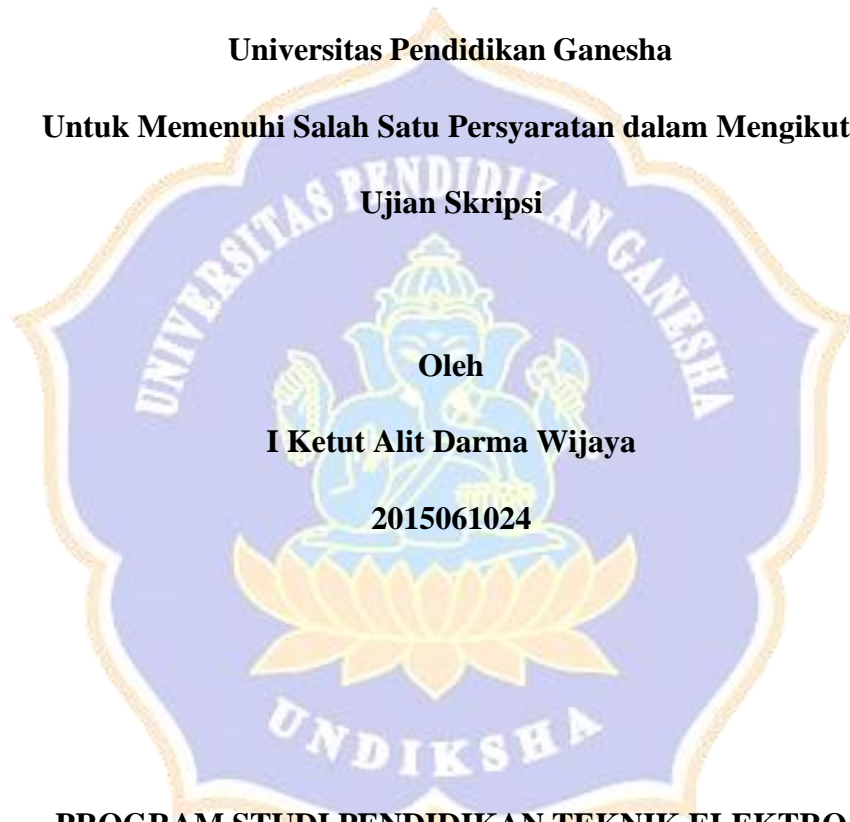 Universitas Pendidikan Ganesha
Untuk Memenuhi Salah Satu Persyaratan dalam Mengikut
Ujian Skripsi
UNIVERSITAS PENDIDIKAN GANESHA
Oleh
I Ketut Alit Darma Wijaya
2015061024
UNDIKSHA
PROGRAM STUDI PENDIDIKAN TEKNIK ELEKTRO